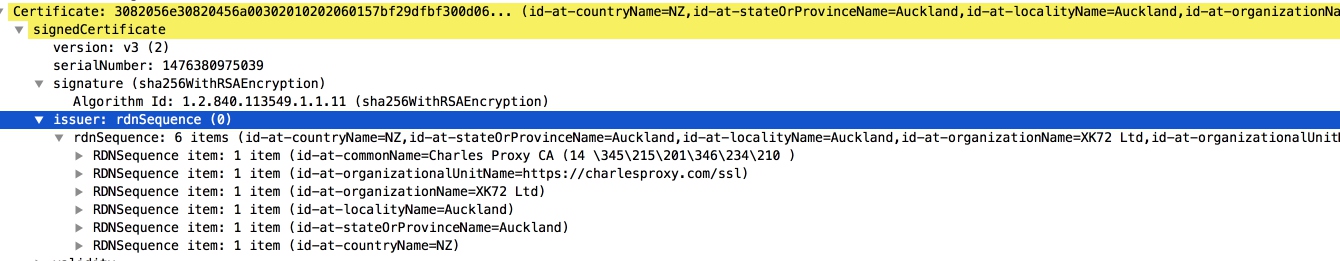 Certificate: 3082056e30820456a00302010202060157bf29dfbf300d06... (id-at-countryName=NZ,id-at-stateOrProvinceName=Auckland,id-at-localityName=Auckland,id-at-organizationNa
signedCertificate
version: v3 (2)
serialNumber: 1476380975039
signature (sha256WithRSAEncryption)
Algorithm Id: 1.2.840.113549.1.1.11 (sha256WithRSAEncryption)
issuer: rdnSequence (0)
rdnSequence: 6 items (id-at-countryName=NZ,id-at-stateOrProvinceName=Auckland,id-at-localityName=Auckland,id-at-organizationName=XK72 Ltd,id-at-organizationalUnitN
RDNSequence item: 1 item (id-at-commonName=Charles Proxy CA (14 \345\215\201\346\234\210 )
RDNSequence item: 1 item (id-at-organizationalUnitName=https://charlesproxy.com/ssl)
RDNSequence item: 1 item (id-at-organizationName=XK72 Ltd)
RDNSequence item: 1 item (id-at-localityName=Auckland)
RDNSequence item: 1 item (id-at-stateOrProvinceName=Auckland)
RDNSequence item: 1 item (id-at-countryName=NZ)